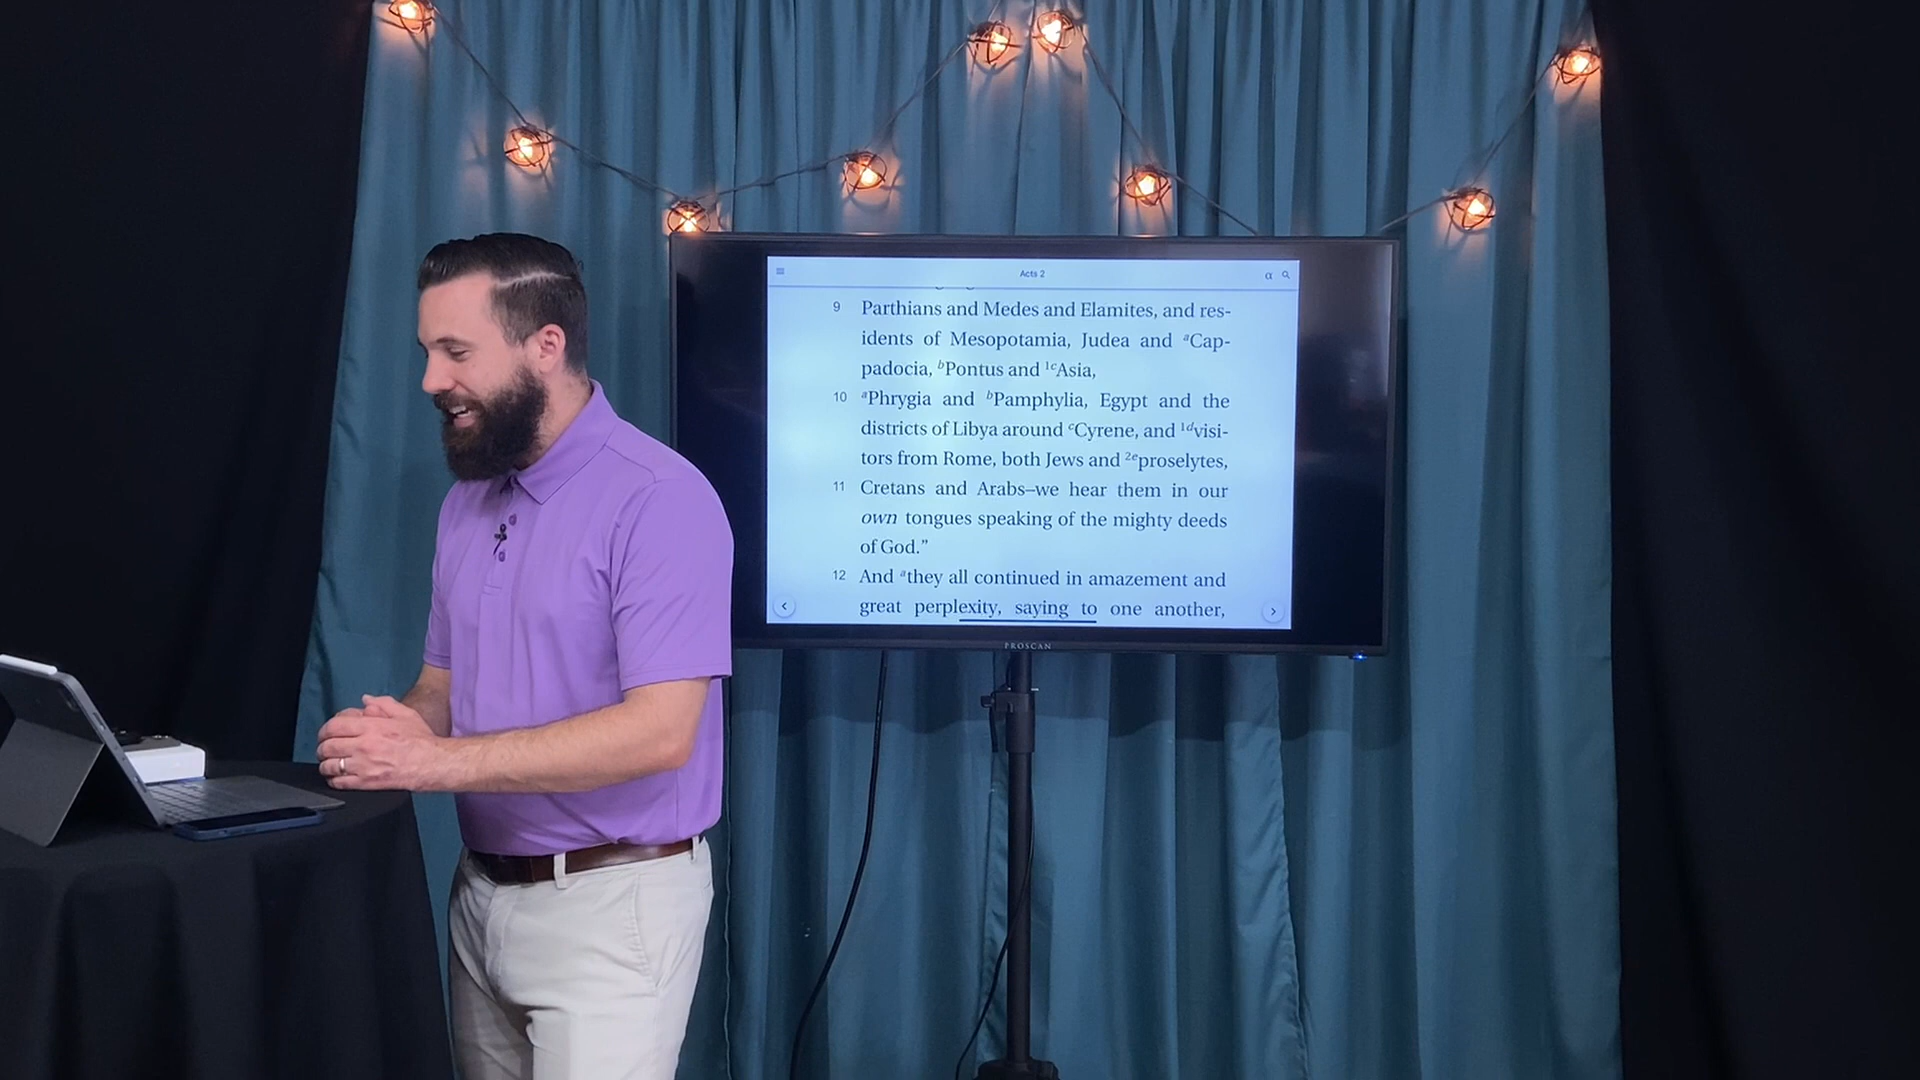 Acts 2
α
9 Parthians and Medes and Elamites, and res-
idents of Mesopotamia, Judea and ᵃCap-
padocia, ᵇPontus and ¹ᶜAsia,
10 ᵃPhrygia and ᵇPamphylia, Egypt and the
districts of Libya around ᶜCyrene, and ¹ᵈvisi-
tors from Rome, both Jews and ²ᵉproselytes,
11 Cretans and Arabs–we hear them in our
own tongues speaking of the mighty deeds
of God.”
12 And ᵃthey all continued in amazement and
great perplexity, saying to one another,
PROSCAN